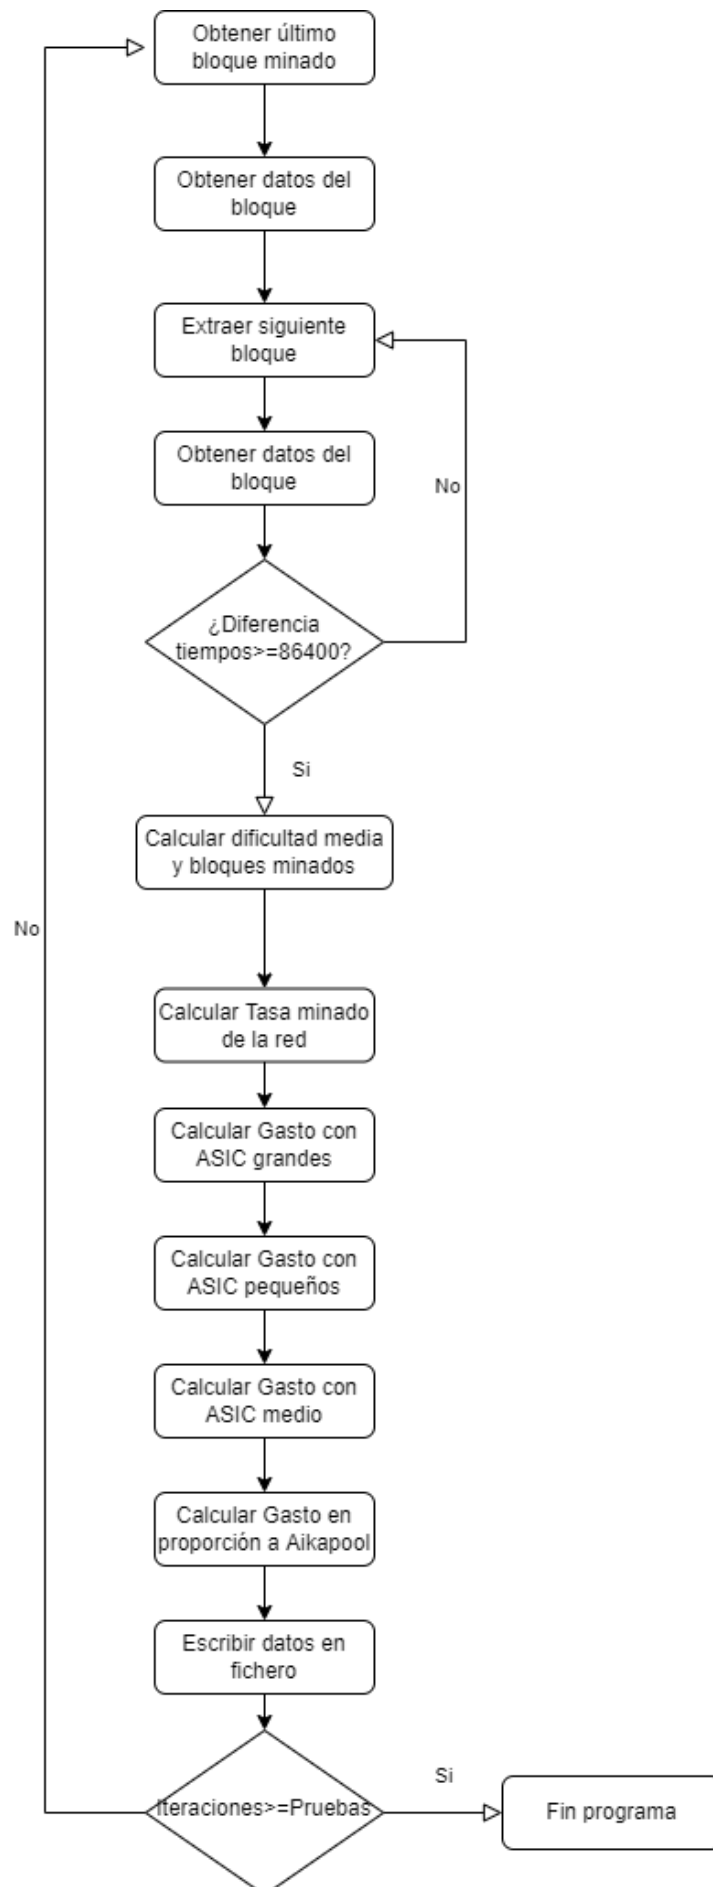 Obtener último
bloque minado
Obtener datos del
bloque
Extraer siguiente
bloque
Obtener datos del
bloque
No
¿Diferencia
tiempos>=86400?
Si
Calcular dificultad media
y bloques minados
No
Calcular Tasa minado
de la red
Calcular Gasto con
ASIC grandes
Calcular Gasto con
ASIC pequeños
Calcular Gasto con
ASIC medio
Calcular Gasto en
proporción a Aikapool
Escribir datos en
fichero
Iteraciones>=Pruebas
Si
Fin programa